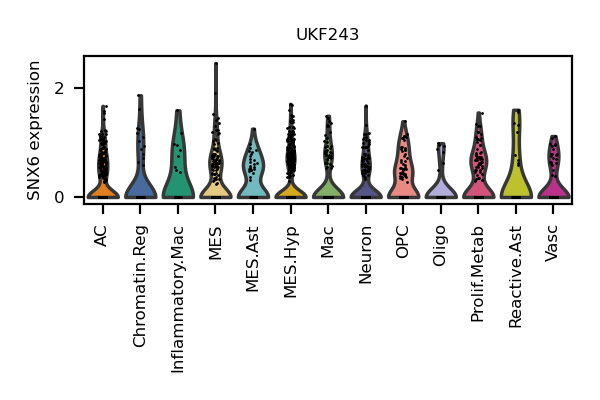 UKF243
SNX6 expression
2
0
AC
Chromatin.Reg
Inflammatory.Mac
MES
MES.Ast
MES.Hyp
Mac
Neuron
OPC
Oligo
Prolif.Metab
Reactive.Ast
Vasc